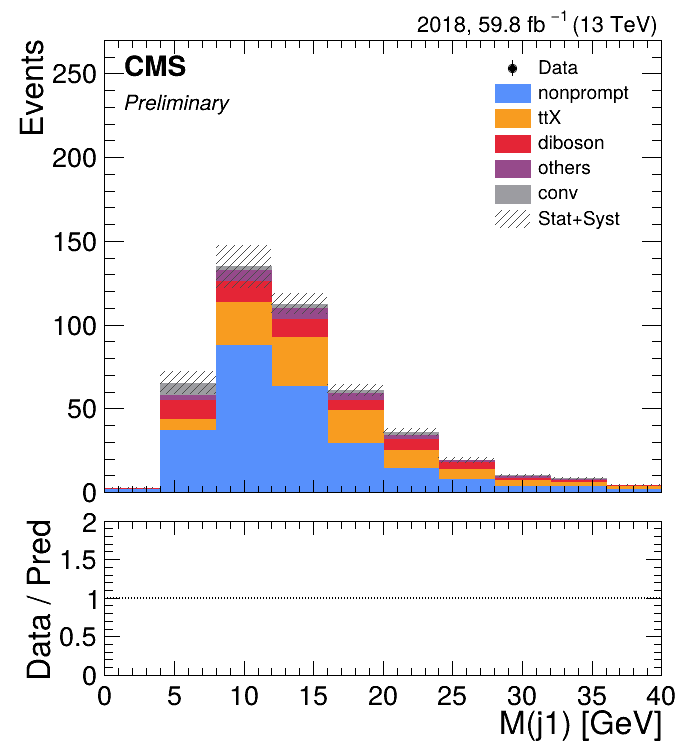 2018, 59.8 fb⁻¹ (13 TeV)
CMS
Preliminary
Events
250
200
150
100
50
0
Data
nonprompt
ttX
diboson
others
conv
Stat+Syst
Data / Pred
2
1.5
1
0.5
0
0 5 10 15 20 25 30 35 40
M(j1) [GeV]